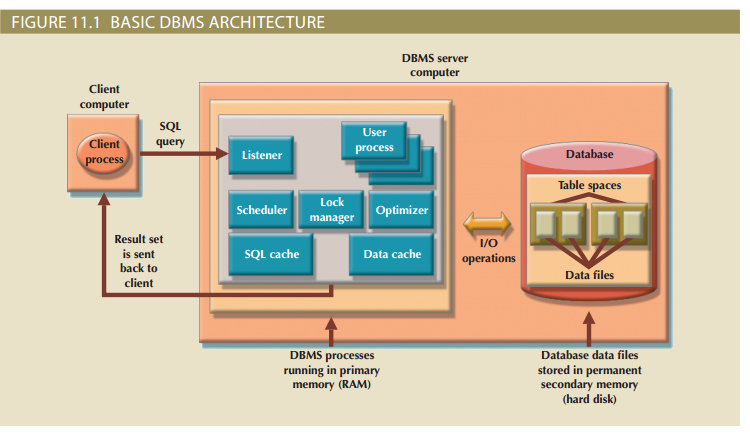 FIGURE 11.1 BASIC DBMS ARCHITECTURE
DBMS server
computer
Client
computer
Client
process
SQL
query
Listener
User
process
Scheduler
Lock
manager
Optimizer
SQL cache
Data cache
Result set
is sent
back to
client
I/O
operations
Database
Table spaces
Data files
DBMS processes
running in primary
memory (RAM)
Database data files
stored in permanent
secondary memory
(hard disk)